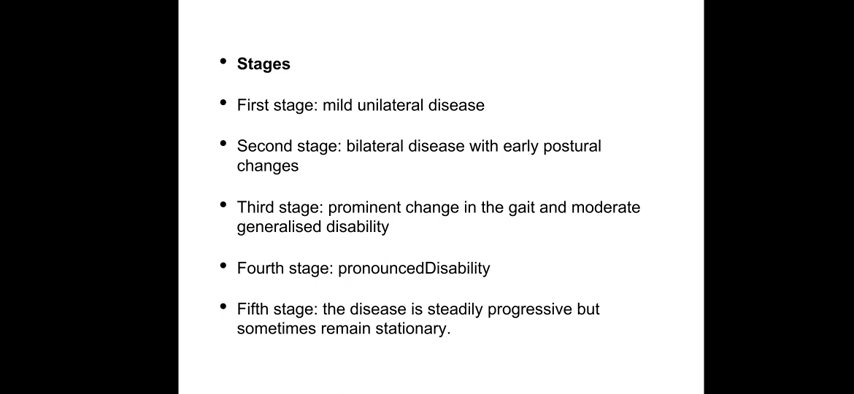 • Stages
• First stage: mild unilateral disease
• Second stage: bilateral disease with early postural
changes
• Third stage: prominent change in the gait and moderate
generalised disability
• Fourth stage: pronouncedDisability
• Fifth stage: the disease is steadily progressive but
sometimes remain stationary.